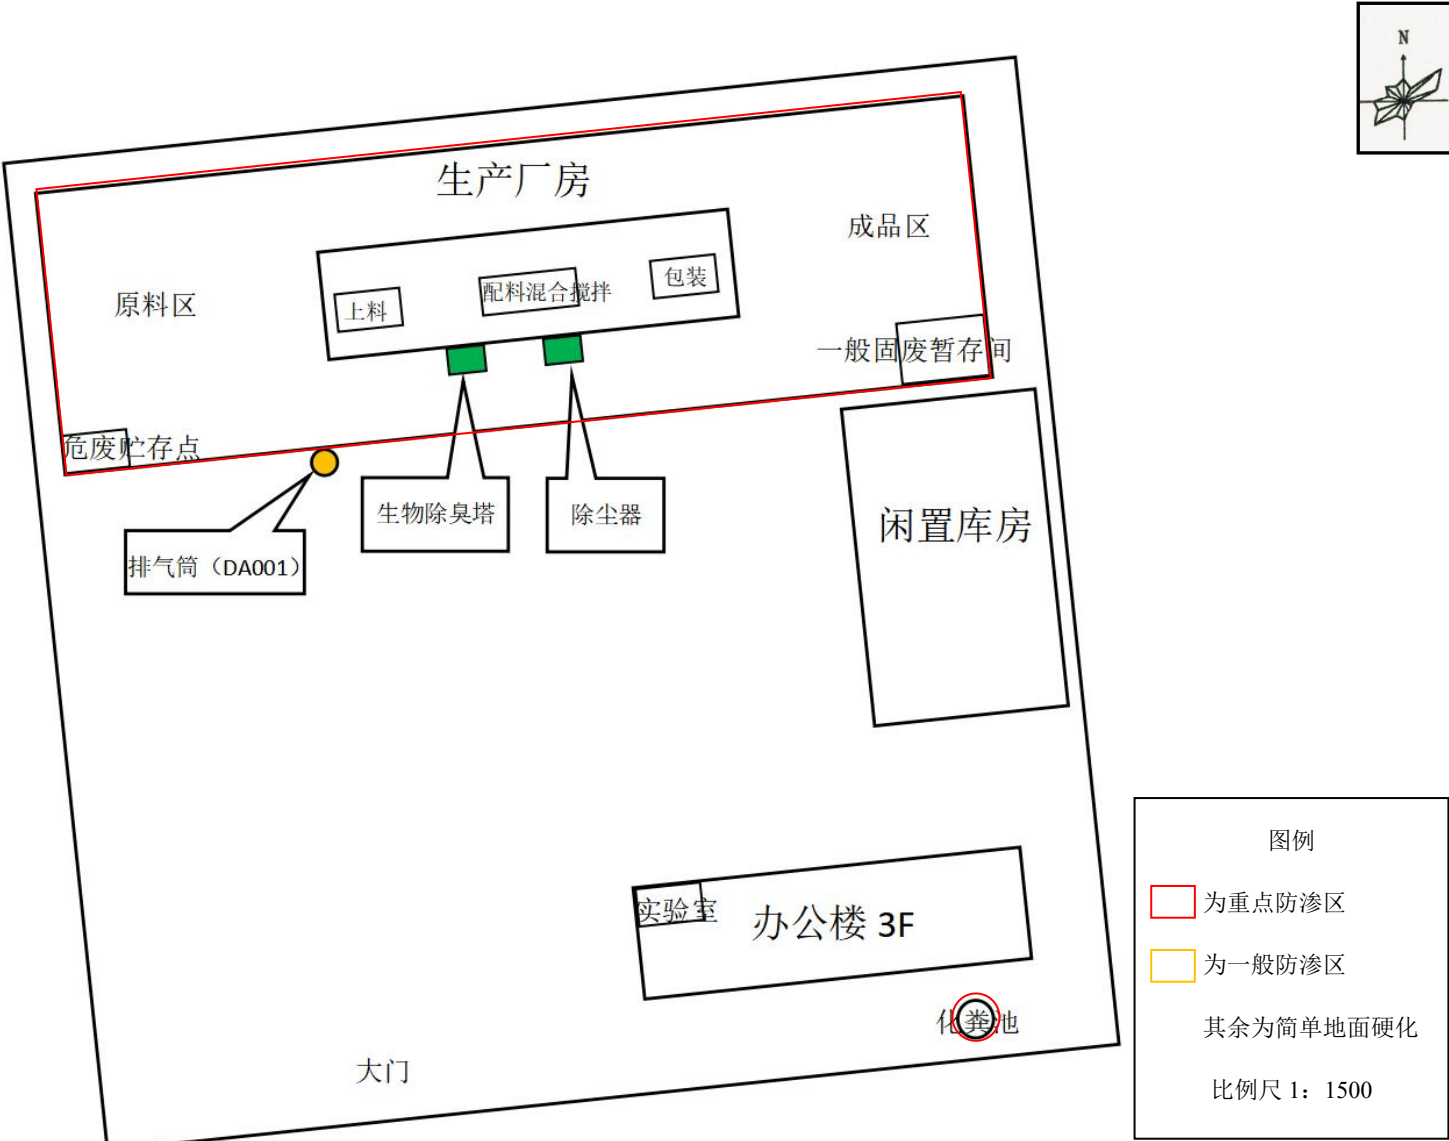 N
生产厂房
成品区
原料区
上料
配料混合搅拌
包装
一般固废暂存间
危废贮存点
生物除臭塔
除尘器
排气筒（DA001）
闲置库房
实验室
办公楼 3F
化粪池
大门
图例
为重点防渗区
为一般防渗区
其余为简单地面硬化
比例尺 1：1500